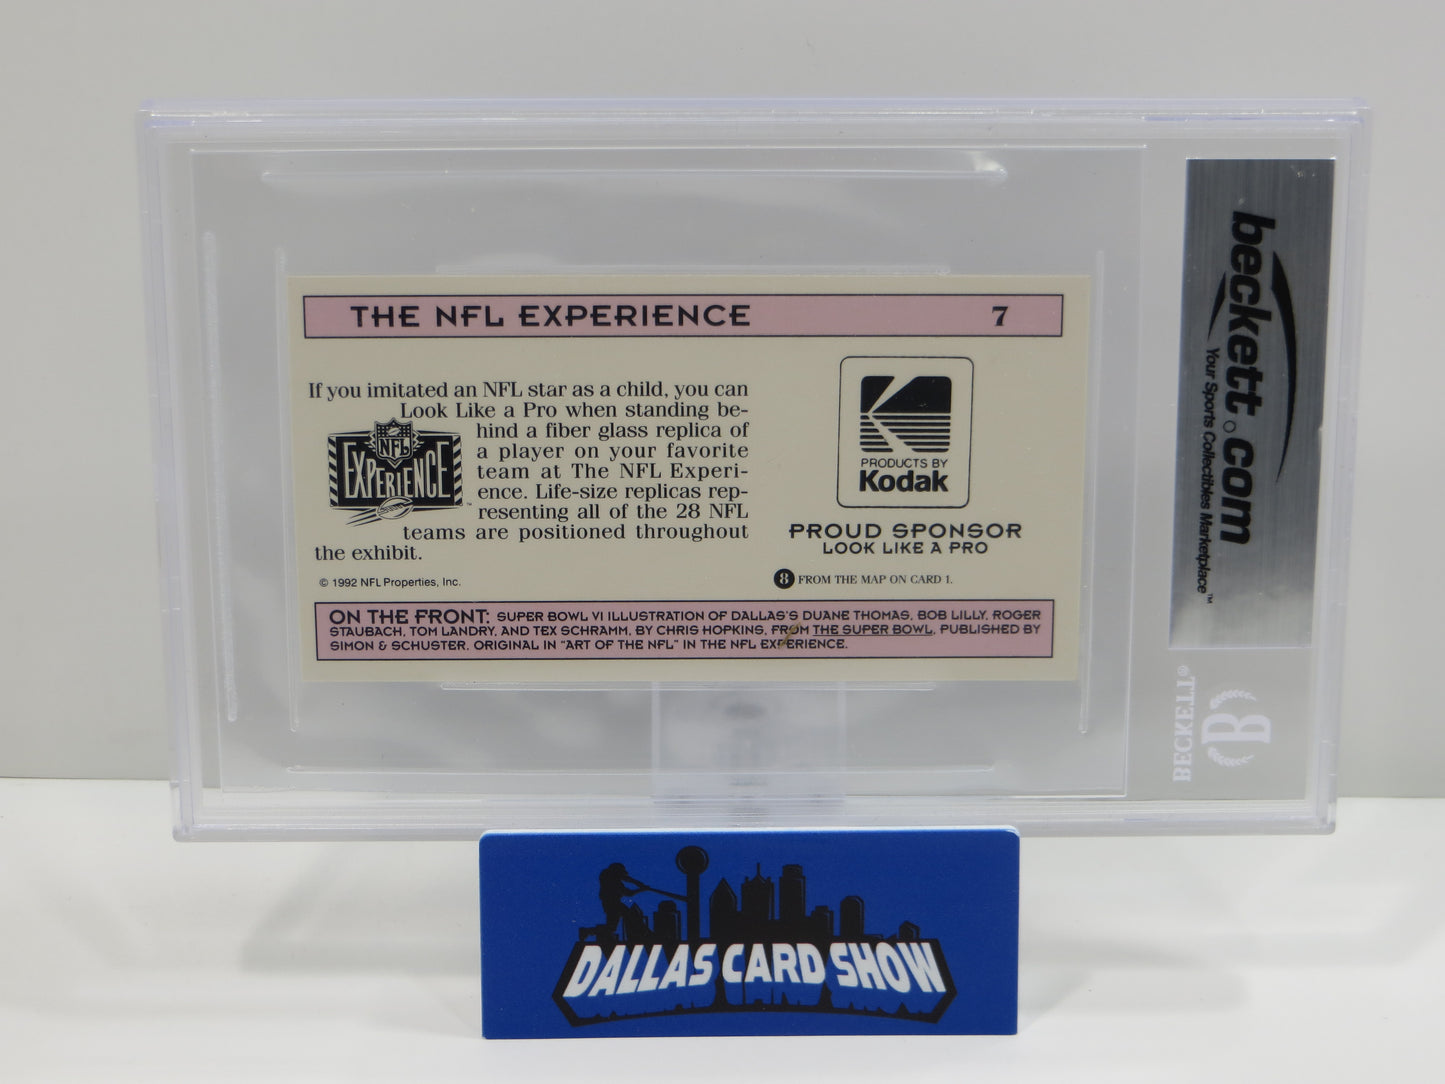 THE NFL EXPERIENCE 7
If you imitated an NFL star as a child, you can
Look Like a Pro when standing be-
hind a fiber glass replica of
a player on your favorite
team at The NFL Experi-
ence. Life-size replicas rep-
resenting all of the 28 NFL
teams are positioned throughout
the exhibit.
NFL
EXPERIENCE
™
© 1992 NFL Properties, Inc.
PRODUCTS BY
Kodak
PROUD SPONSOR
LOOK LIKE A PRO
8 FROM THE MAP ON CARD 1.
ON THE FRONT: SUPER BOWL VI ILLUSTRATION OF DALLAS'S DUANE THOMAS, BOB LILLY, ROGER
STAUBACH, TOM LANDRY, AND TEX SCHRAMM, BY CHRIS HOPKINS, FROM THE SUPER BOWL, PUBLISHED BY
SIMON & SCHUSTER. ORIGINAL IN "ART OF THE NFL" IN THE NFL EXPERIENCE.
beckett.com
Your Sports Collectibles Marketplace™
BECKETT®
B
DALLAS CARD SHOW